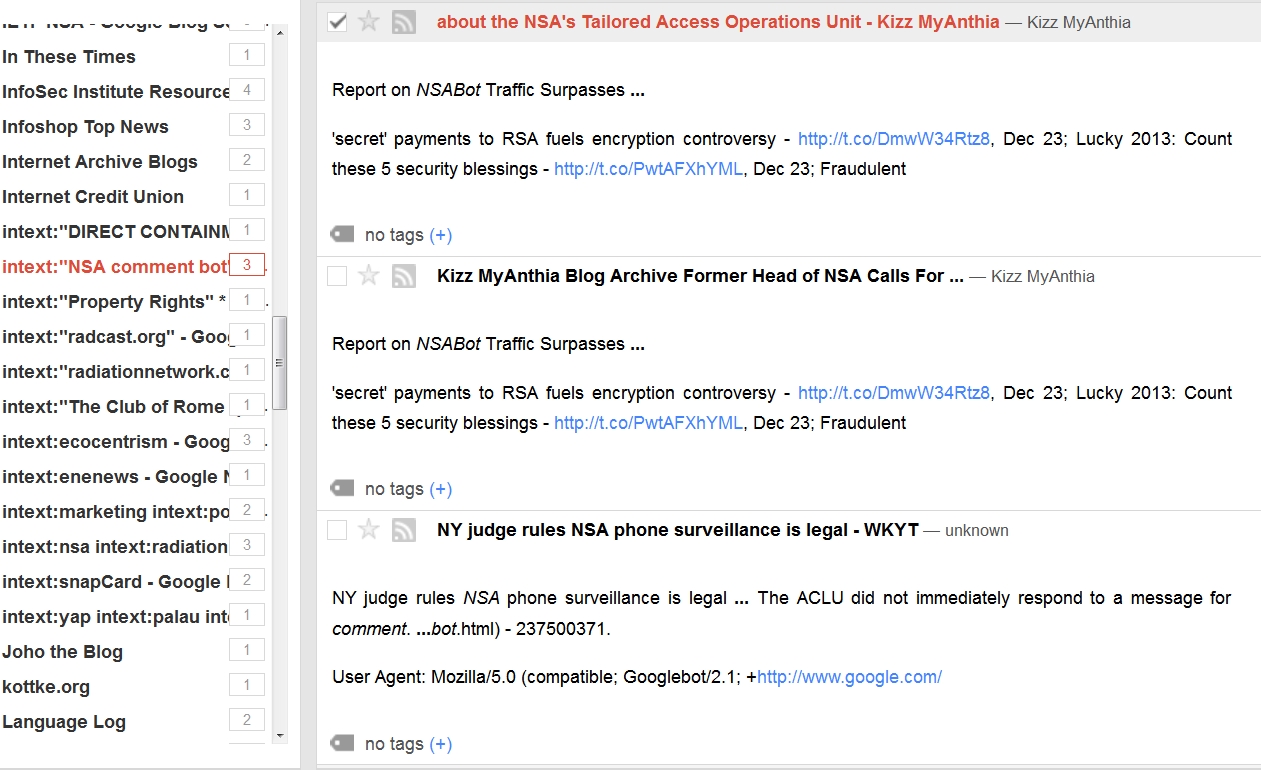 IETF NSA - Google Blog S
In These Times 1
InfoSec Institute Resource 4
Infoshop Top News 3
Internet Archive Blogs 2
Internet Credit Union 1
intext:"DIRECT CONTAINM 1
intext:"NSA comment bot" 3
intext:"Property Rights" * 1
intext:"radcast.org" - Goog 1
intext:"radiationnetwork.c 1
intext:"The Club of Rome 1
intext:ecocentrism - Goog 3
intext:enenews - Google N 1
intext:marketing intext:po 2
intext:nsa intext:radiation 3
intext:snapCard - Google 2
intext:yap intext:palau int 1
Joho the Blog 1
kottke.org 1
Language Log 2
about the NSA's Tailored Access Operations Unit - Kizz MyAnthia — Kizz MyAnthia
Report on NSABot Traffic Surpasses ...
'secret' payments to RSA fuels encryption controversy - http://t.co/DmwW34Rtz8, Dec 23; Lucky 2013: Count
these 5 security blessings - http://t.co/PwtAFXhYML, Dec 23; Fraudulent
no tags (+)
Kizz MyAnthia Blog Archive Former Head of NSA Calls For ... — Kizz MyAnthia
Report on NSABot Traffic Surpasses ...
'secret' payments to RSA fuels encryption controversy - http://t.co/DmwW34Rtz8, Dec 23; Lucky 2013: Count
these 5 security blessings - http://t.co/PwtAFXhYML, Dec 23; Fraudulent
no tags (+)
NY judge rules NSA phone surveillance is legal - WKYT — unknown
NY judge rules NSA phone surveillance is legal ... The ACLU did not immediately respond to a message for
comment. ...bot.html) - 237500371.
User Agent: Mozilla/5.0 (compatible; Googlebot/2.1; +http://www.google.com/
no tags (+)